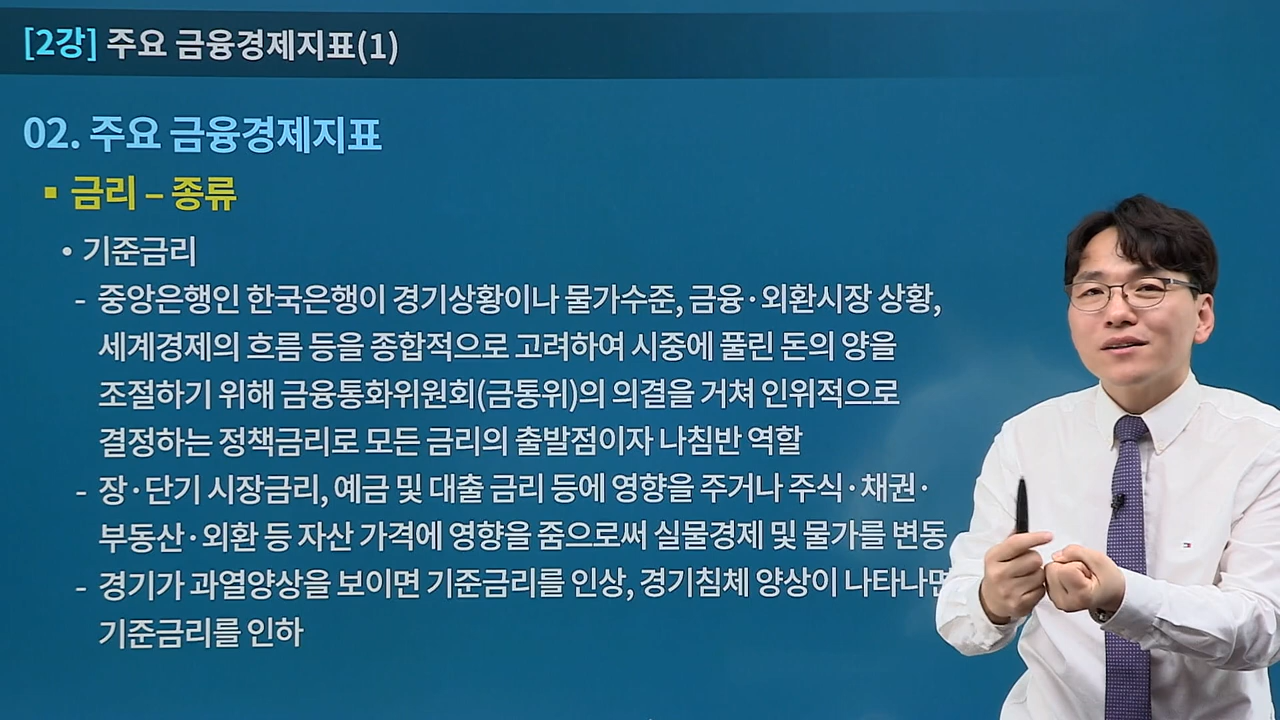 [2강] 주요 금융경제지표(1)
02. 주요 금융경제지표
▪ 금리 – 종류
• 기준금리
- 중앙은행인 한국은행이 경기상황이나 물가수준, 금융·외환시장 상황,
세계경제의 흐름 등을 종합적으로 고려하여 시중에 풀린 돈의 양을
조절하기 위해 금융통화위원회(금통위)의 의결을 거쳐 인위적으로
결정하는 정책금리로 모든 금리의 출발점이자 나침반 역할
- 장·단기 시장금리, 예금 및 대출 금리 등에 영향을 주거나 주식·채권·
부동산·외환 등 자산 가격에 영향을 줌으로써 실물경제 및 물가를 변동
- 경기가 과열양상을 보이면 기준금리를 인상, 경기침체 양상이 나타나면
기준금리를 인하